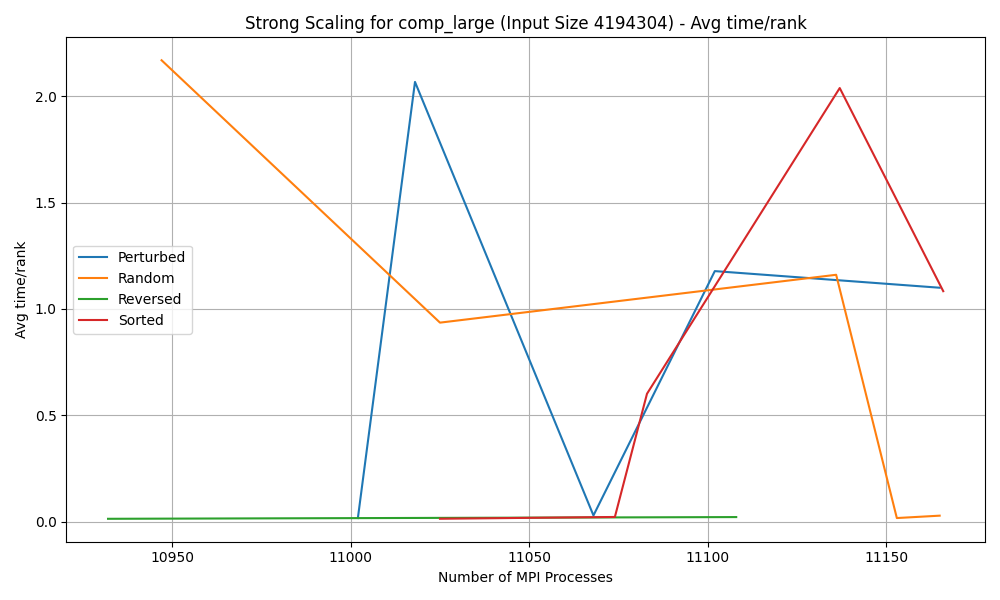 Strong Scaling for comp_large (Input Size 4194304) - Avg time/rank
2.0
1.5
1.0
0.5
0.0
Avg time/rank
Perturbed
Random
Reversed
Sorted
10950 11000 11050 11100 11150
Number of MPI Processes